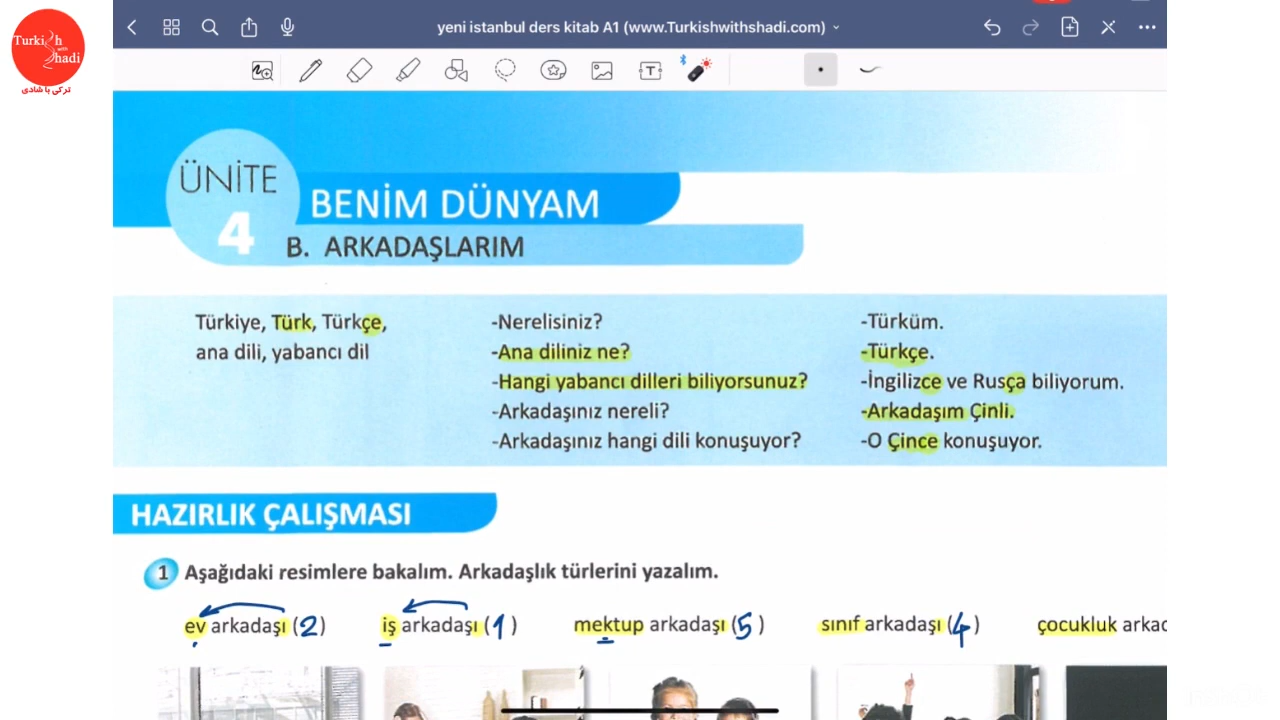 yeni istanbul ders kitab A1 (www.Turkishwithshadi.com)
Turkish
with
Shadi
ترکی با شادی
ÜNİTE
4
BENİM DÜNYAM
B. ARKADAŞLARIM
Türkiye, Türk, Türkçe,
ana dili, yabancı dil
-Nerelisiniz?
-Ana diliniz ne?
-Hangi yabancı dilleri biliyorsunuz?
-Arkadaşınız nereli?
-Arkadaşınız hangi dili konuşuyor?
-Türküm.
-Türkçe.
-İngilizce ve Rusça biliyorum.
-Arkadaşım Çinli.
-O Çince konuşuyor.
HAZIRLIK ÇALIŞMASI
1 Aşağıdaki resimlere bakalım. Arkadaşlık türlerini yazalım.
ev arkadaşı (2) iş arkadaşı (1) mektup arkadaşı (5) sınıf arkadaşı (4) çocukluk arkad